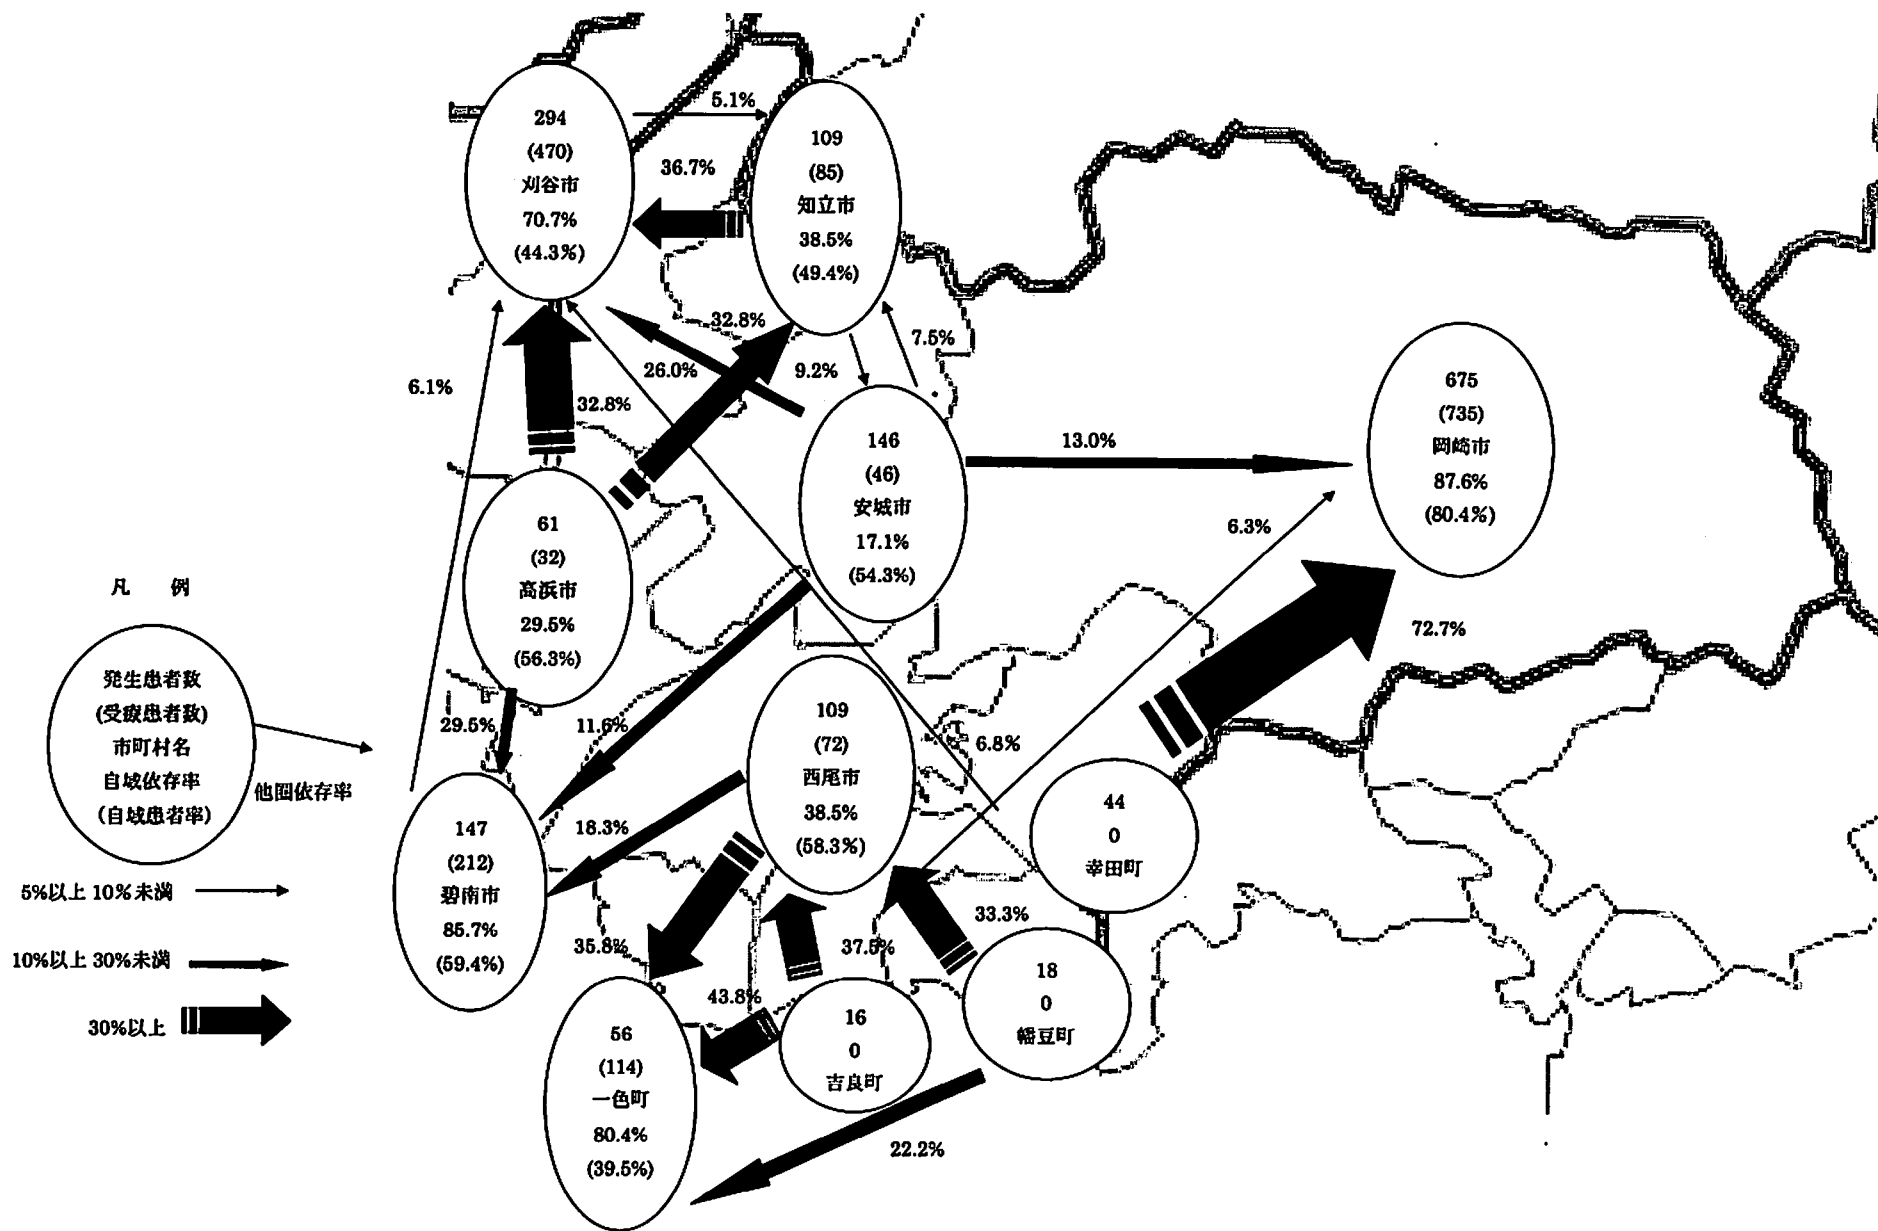 294
(470)
刈谷市
70.7%
(44.3%)
5.1%
36.7%
109
(85)
知立市
38.5%
(49.4%)
32.8%
26.0%
9.2%
7.5%
6.1%
32.8%
146
(46)
安城市
17.1%
(54.3%)
13.0%
675
(735)
岡崎市
87.6%
(80.4%)
6.3%
72.7%
61
(32)
高浜市
29.5%
(56.3%)
29.5%
11.6%
凡 例
発生患者数
(受療患者数)
市町村名
自域依存率
(自域患者率)
他圏依存率
5%以上 10%未満
10%以上 30%未満
30%以上
109
(72)
西尾市
38.5%
(58.3%)
6.8%
18.3%
147
(212)
碧南市
85.7%
(59.4%)
44
0
幸田町
35.8%
37.5%
33.3%
43.8%
18
0
幡豆町
16
0
吉良町
56
(114)
一色町
80.4%
(39.5%)
22.2%